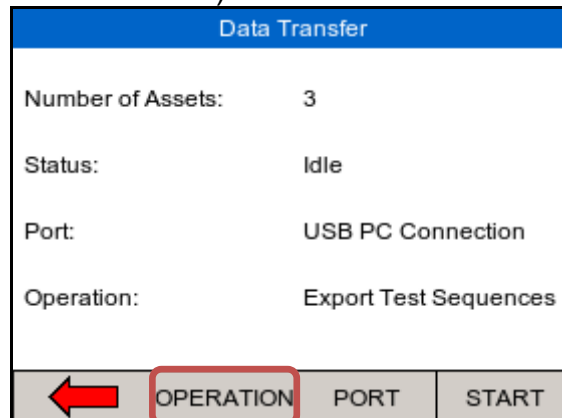 Data Transfer
Number of Assets: 3
Status: Idle
Port: USB PC Connection
Operation: Export Test Sequences
OPERATION PORT START